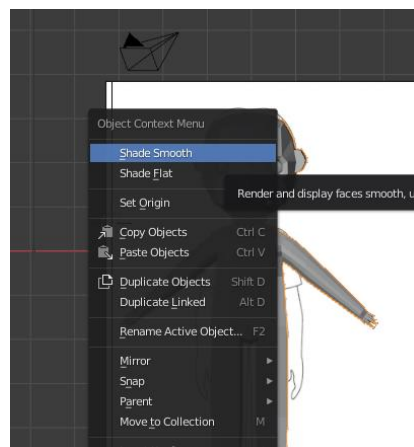 Object Context Menu
Shade Smooth
Shade Flat
Render and display faces smooth, u
Set Origin
Copy Objects Ctrl C
Paste Objects Ctrl V
Duplicate Objects Shift D
Duplicate Linked Alt D
Rename Active Object... F2
Mirror
Snap
Parent
Move to Collection M